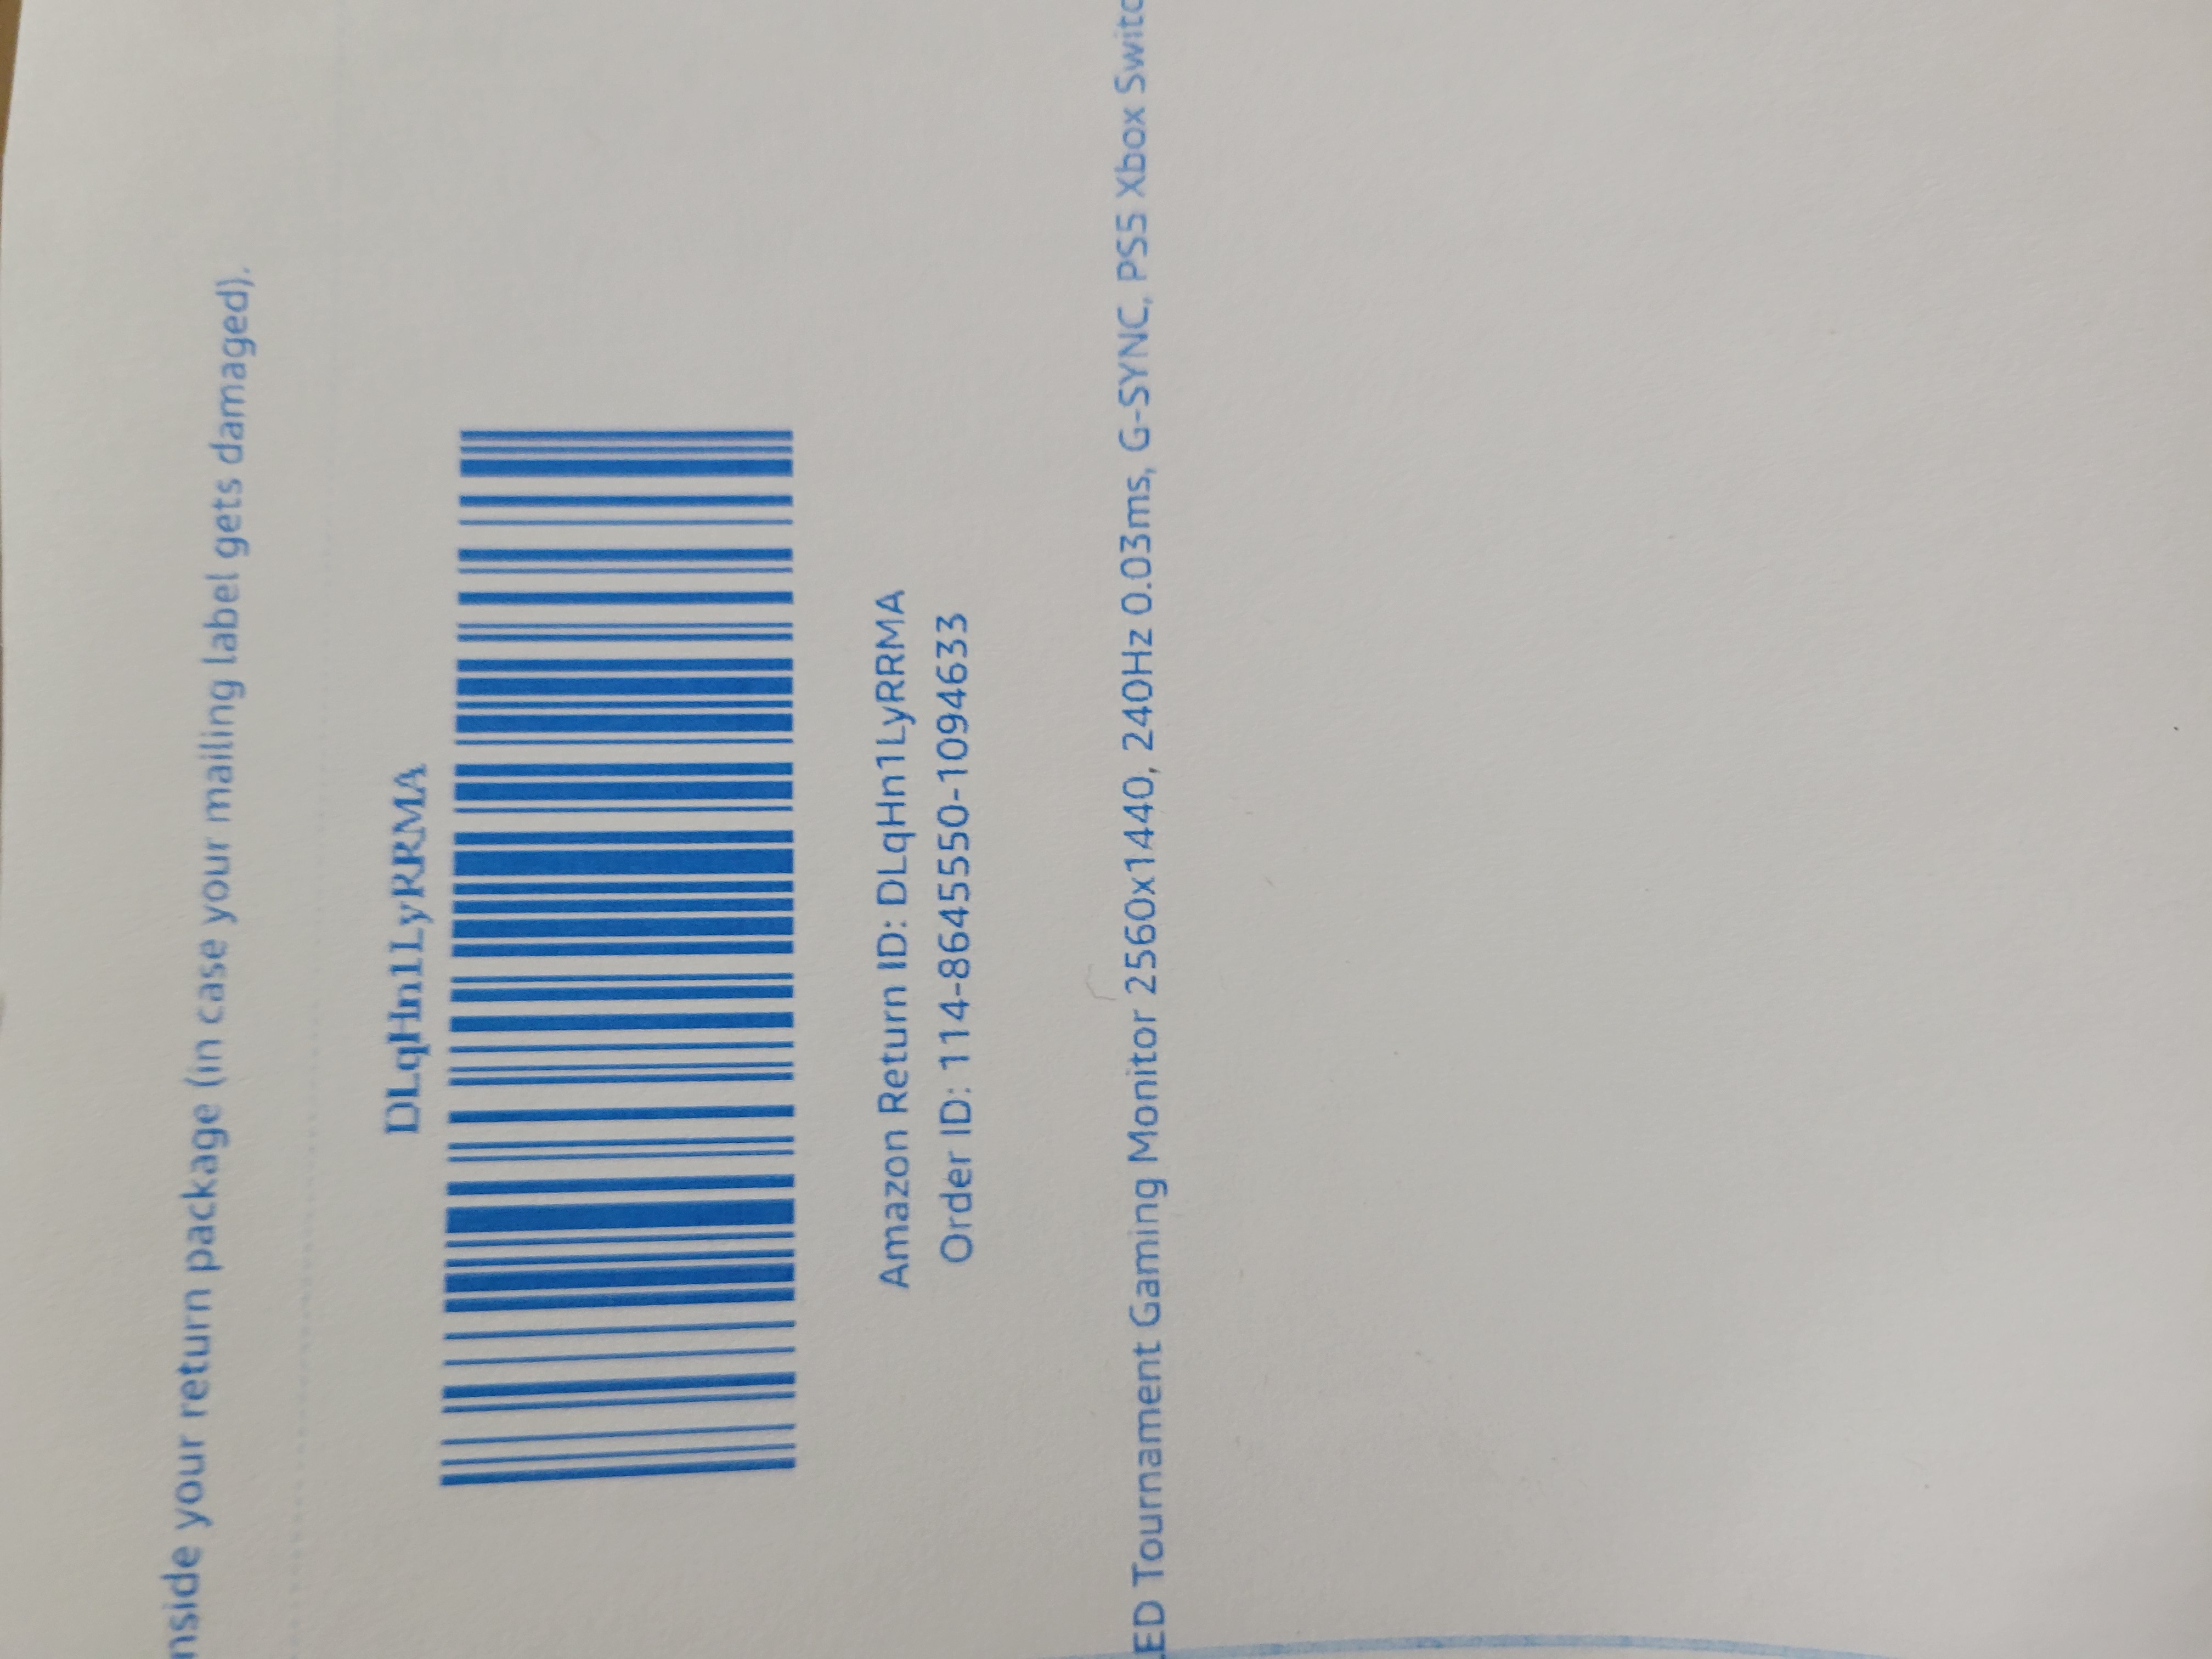 nside your return package (in case your mailing label gets damaged).
DLqHn1LyRRMA
Amazon Return ID: DLqHn1LyRRMA
Order ID: 114-8645550-1094633
ED Tournament Gaming Monitor 2560x1440, 240Hz 0.03ms, G-SYNC, PS5 Xbox Switc